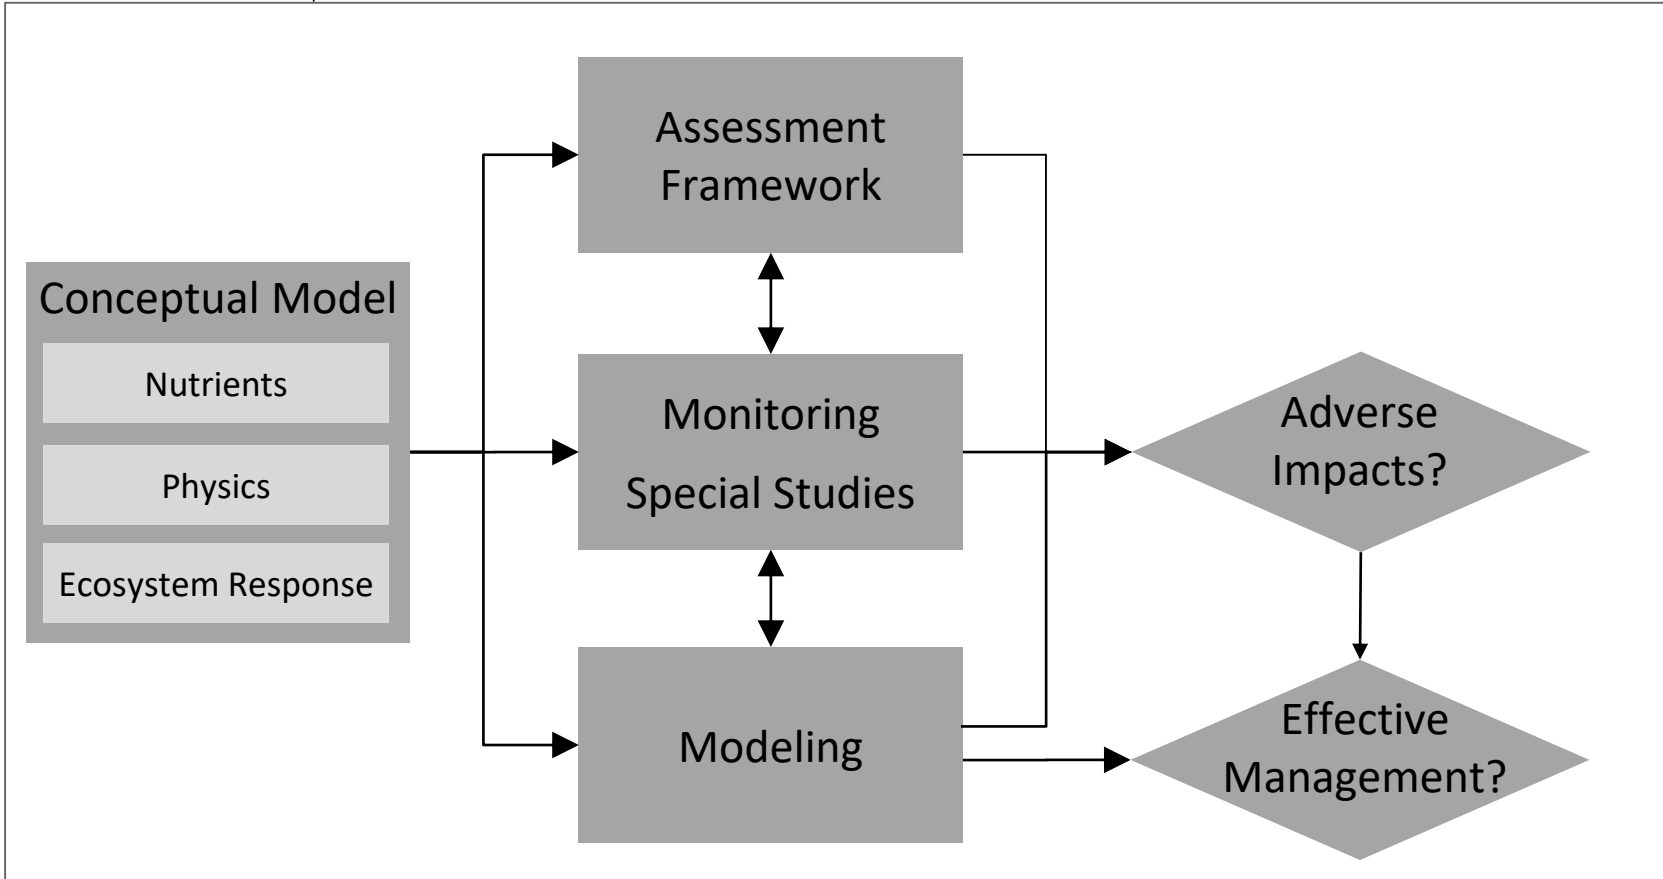 Conceptual Model
Nutrients
Physics
Ecosystem Response
Assessment
Framework
Monitoring
Special Studies
Modeling
Adverse
Impacts?
Effective
Management?